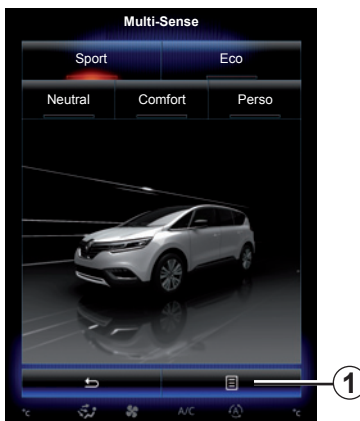 Multi-Sense
Sport Eco
Neutral Comfort Perso
1
°c A/C A °c